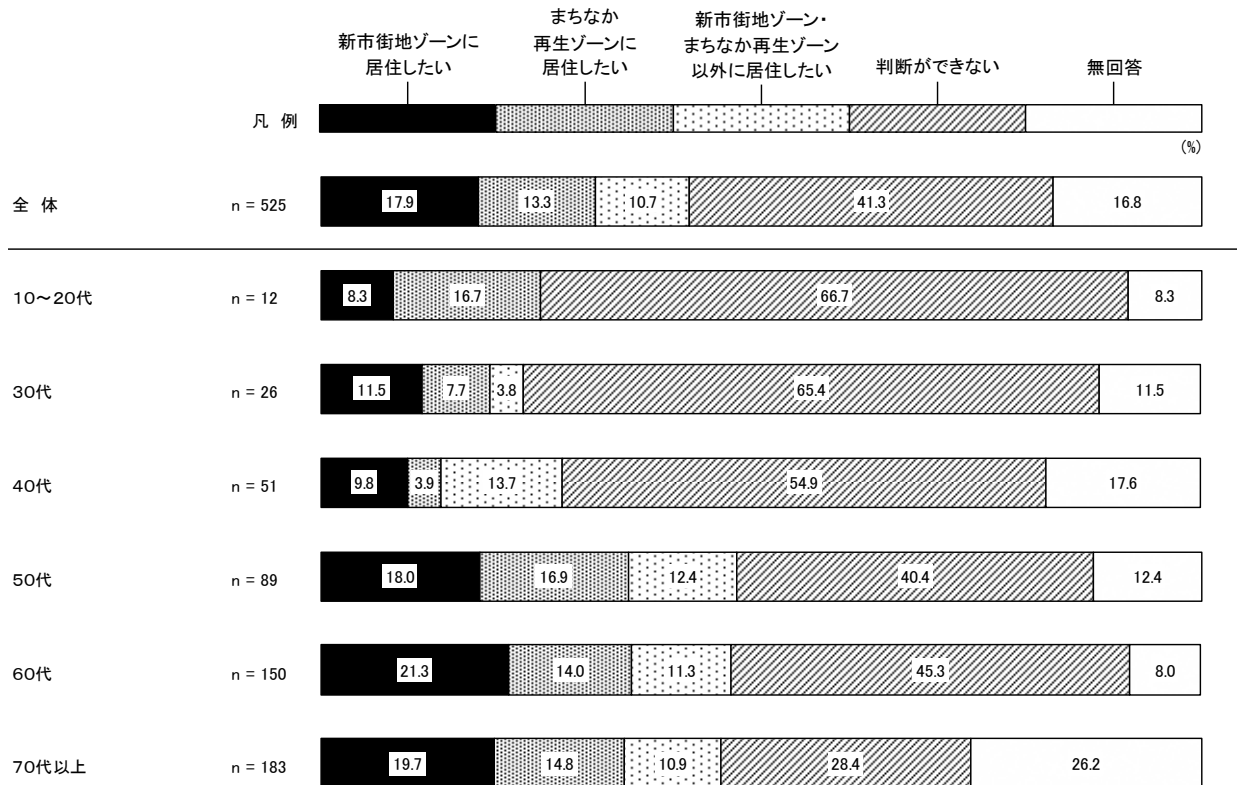 まちなか
再生ゾーンに
居住したい
新市街地ゾーンに
居住したい
新市街地ゾーン・
まちなか再生ゾーン
以外に居住したい
判断ができない
無回答
凡 例
(%)
全 体 n = 525 17.9 13.3 10.7 41.3 16.8
10～20代 n = 12 8.3 16.7 66.7 8.3
30代 n = 26 11.5 7.7 3.8 65.4 11.5
40代 n = 51 9.8 3.9 13.7 54.9 17.6
50代 n = 89 18.0 16.9 12.4 40.4 12.4
60代 n = 150 21.3 14.0 11.3 45.3 8.0
70代以上 n = 183 19.7 14.8 10.9 28.4 26.2